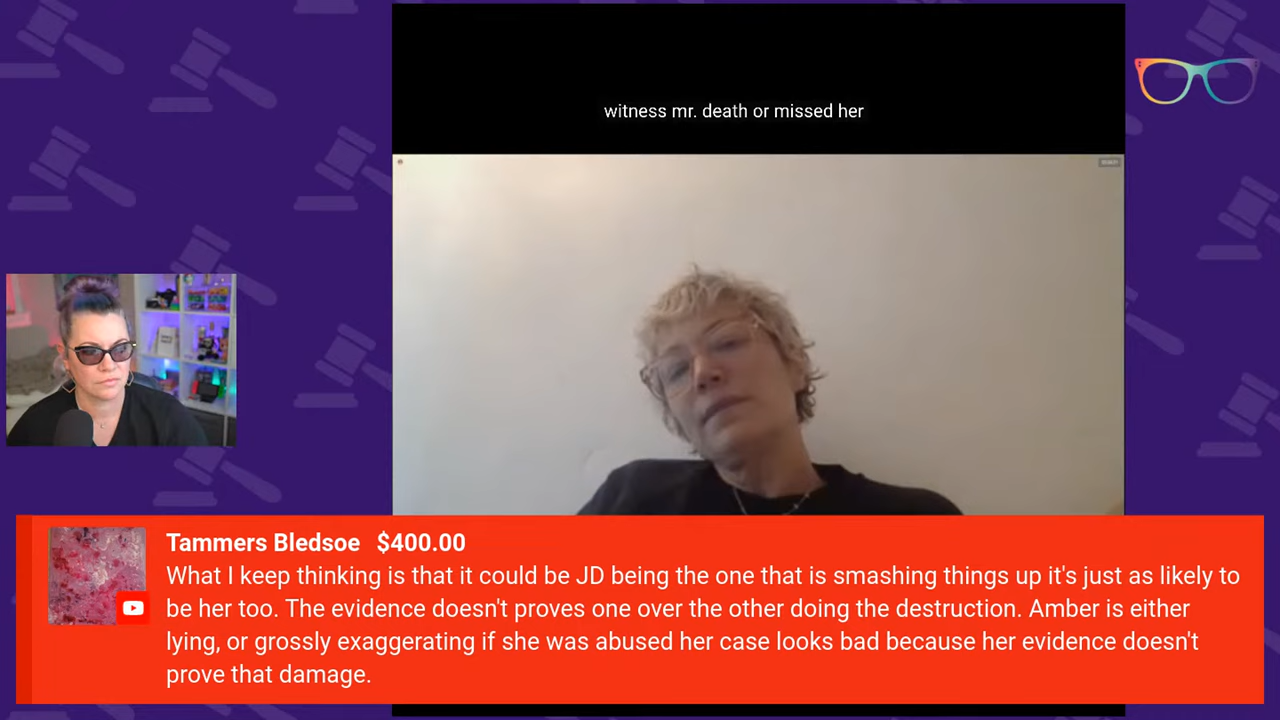 witness mr. death or missed her
Tammers Bledsoe $400.00
What I keep thinking is that it could be JD being the one that is smashing things up it's just as likely to
be her too. The evidence doesn't proves one over the other doing the destruction. Amber is either
lying, or grossly exaggerating if she was abused her case looks bad because her evidence doesn't
prove that damage.